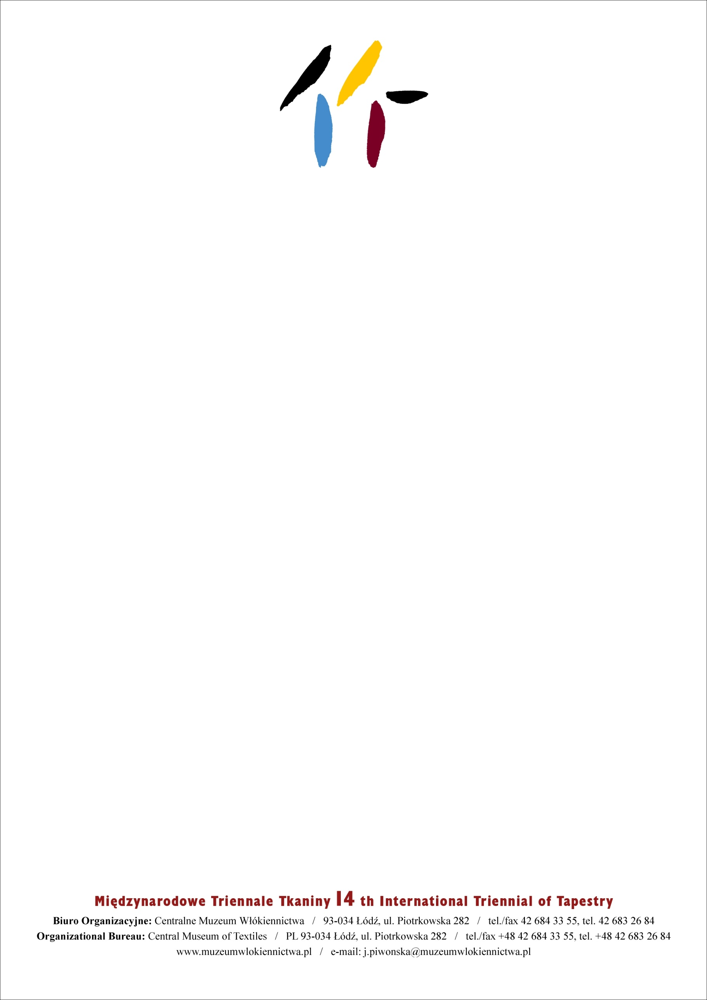 Międzynarodowe Triennale Tkaniny 14 th International Triennial of Tapestry
Biuro Organizacyjne: Centralne Muzeum Włókiennictwa / 93-034 Łódź, ul. Piotrkowska 282 / tel./fax 42 684 33 55, tel. 42 683 26 84
Organizational Bureau: Central Museum of Textiles / PL 93-034 Łódź, ul. Piotrkowska 282 / tel./fax +48 42 684 33 55, tel. +48 42 683 26 84
www.muzeumwlokiennictwa.pl / e-mail: j.piwonska@muzeumwlokiennictwa.pl